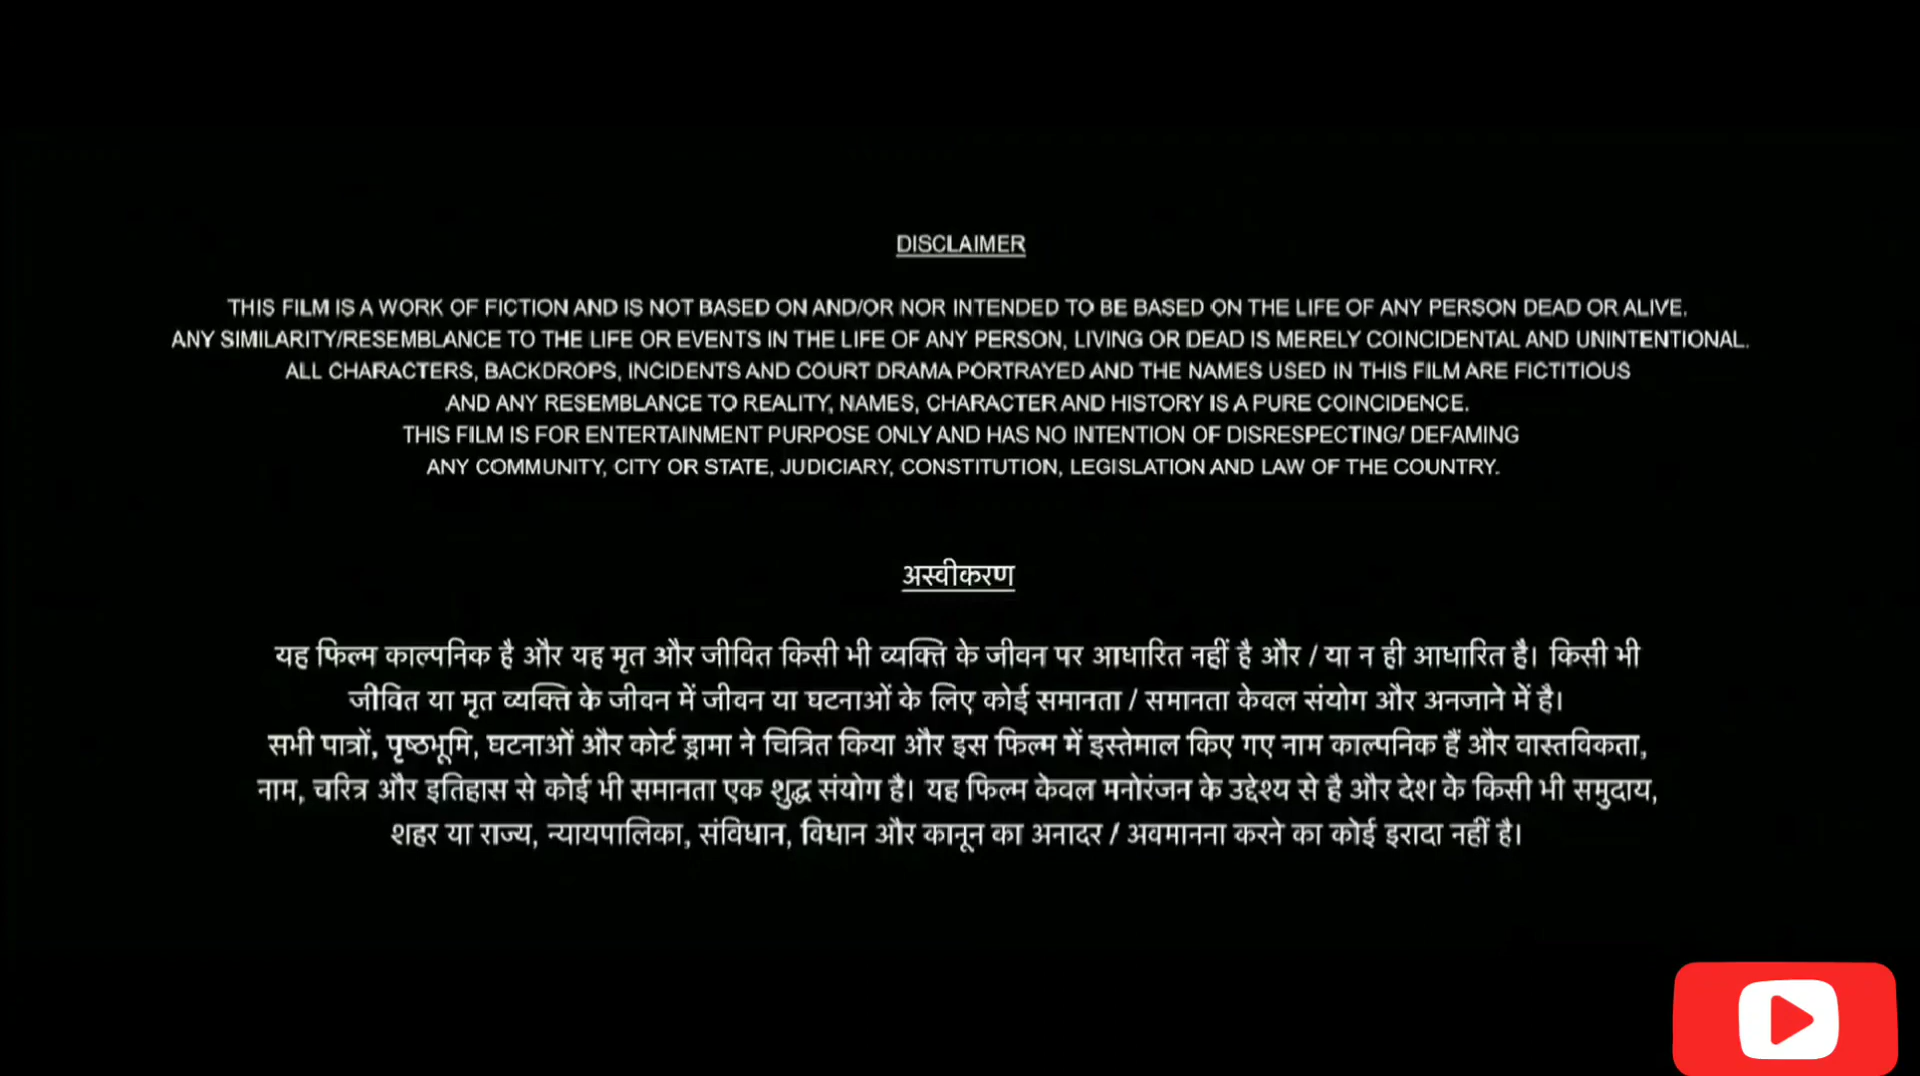 DISCLAIMER
THIS FILM IS A WORK OF FICTION AND IS NOT BASED ON AND/OR NOR INTENDED TO BE BASED ON THE LIFE OF ANY PERSON DEAD OR ALIVE.
ANY SIMILARITY/RESEMBLANCE TO THE LIFE OR EVENTS IN THE LIFE OF ANY PERSON, LIVING OR DEAD IS MERELY COINCIDENTAL AND UNINTENTIONAL.
ALL CHARACTERS, BACKDROPS, INCIDENTS AND COURT DRAMA PORTRAYED AND THE NAMES USED IN THIS FILM ARE FICTITIOUS
AND ANY RESEMBLANCE TO REALITY, NAMES, CHARACTER AND HISTORY IS A PURE COINCIDENCE.
THIS FILM IS FOR ENTERTAINMENT PURPOSE ONLY AND HAS NO INTENTION OF DISRESPECTING/ DEFAMING
ANY COMMUNITY, CITY OR STATE, JUDICIARY, CONSTITUTION, LEGISLATION AND LAW OF THE COUNTRY.
अस्वीकरण
यह फिल्म काल्पनिक है और यह मृत और जीवित किसी भी व्यक्ति के जीवन पर आधारित नहीं है और / या न ही आधारित है। किसी भी
जीवित या मृत व्यक्ति के जीवन में जीवन या घटनाओं के लिए कोई समानता / समानता केवल संयोग और अनजाने में है।
सभी पात्रों, पृष्ठभूमि, घटनाओं और कोर्ट ड्रामा ने चित्रित किया और इस फिल्म में इस्तेमाल किए गए नाम काल्पनिक हैं और वास्तविकता,
नाम, चरित्र और इतिहास से कोई भी समानता एक शुद्ध संयोग है। यह फिल्म केवल मनोरंजन के उद्देश्य से है और देश के किसी भी समुदाय,
शहर या राज्य, न्यायपालिका, संविधान, विधान और कानून का अनादर / अवमानना करने का कोई इरादा नहीं है।